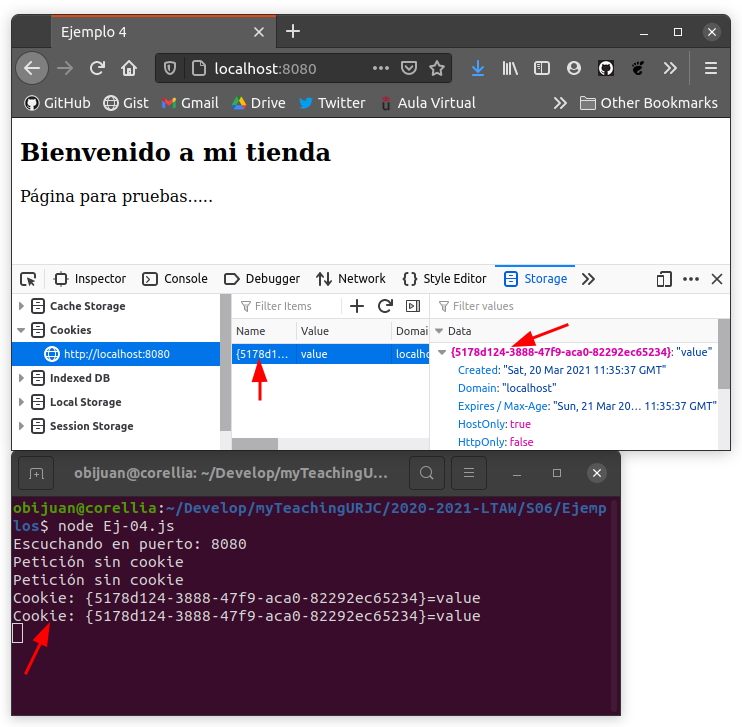 Ejemplo 4
localhost:8080
GitHub Gist Gmail Drive Twitter Aula Virtual Other Bookmarks
Bienvenido a mi tienda
Página para pruebas.....
Inspector Console Debugger Network Style Editor Storage
Cache Storage
Cookies
http://localhost:8080
Indexed DB
Local Storage
Session Storage
Filter Items
Name Value Domai
{5178d1... value localho
Filter values
Data
{5178d124-3888-47f9-aca0-82292ec65234}: "value"
Created: "Sat, 20 Mar 2021 11:35:37 GMT"
Domain: "localhost"
Expires / Max-Age: "Sun, 21 Mar 20... 11:35:37 GMT"
HostOnly: true
HttpOnly: false
obijuan@corellia: ~/Develop/myTeachingU...
obijuan@corellia:~/Develop/myTeachingURJC/2020-2021-LTAW/S06/Ejemp
los$ node Ej-04.js
Escuchando en puerto: 8080
Petición sin cookie
Petición sin cookie
Cookie: {5178d124-3888-47f9-aca0-82292ec65234}=value
Cookie: {5178d124-3888-47f9-aca0-82292ec65234}=value